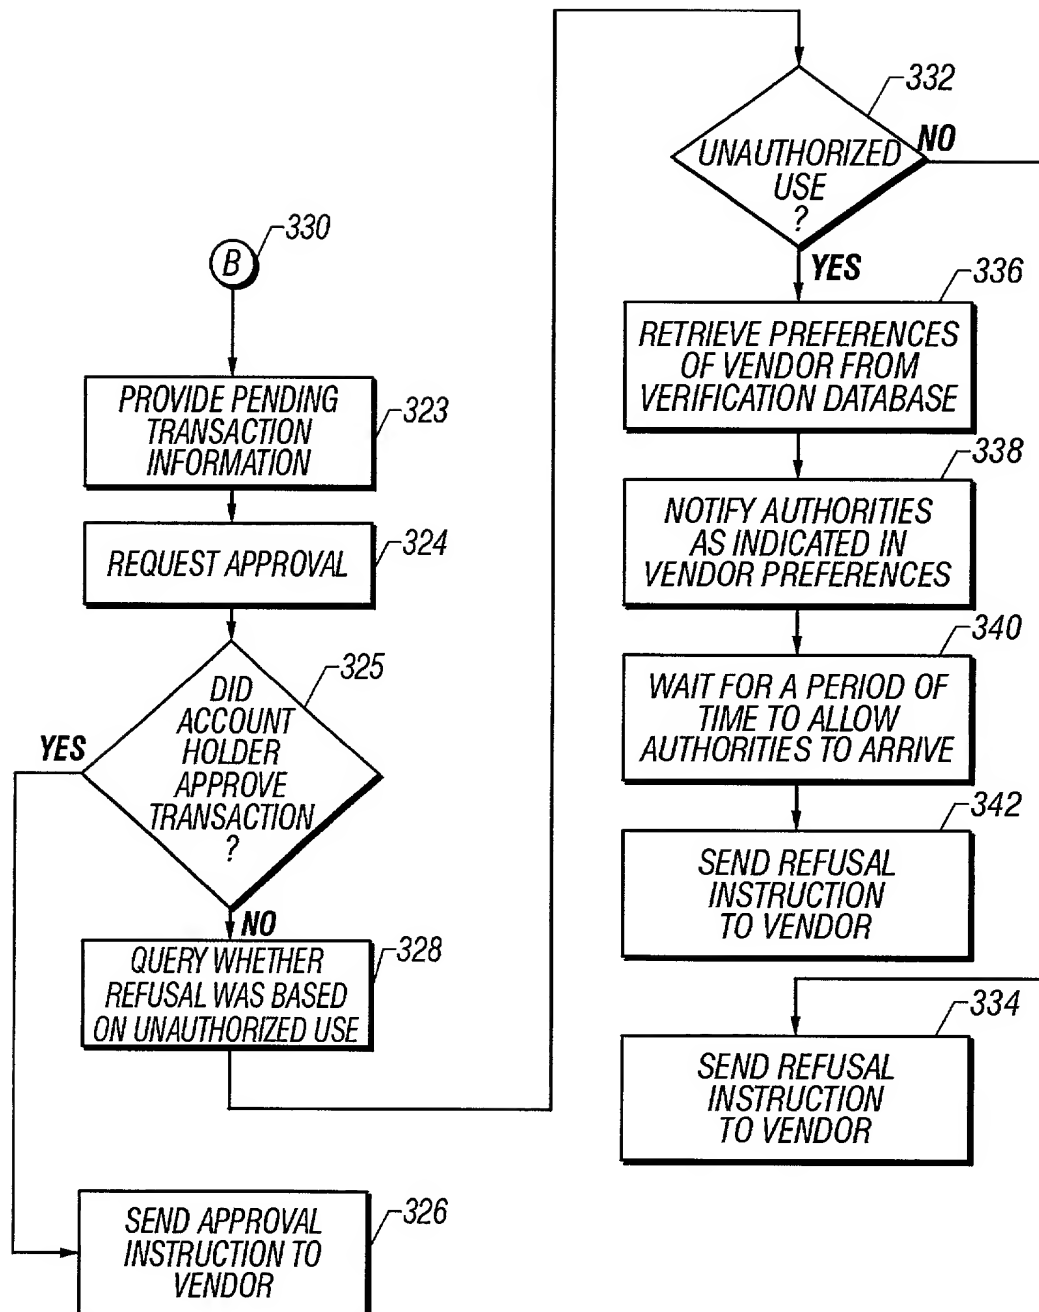 330
B
PROVIDE PENDING
TRANSACTION
INFORMATION
323
REQUEST APPROVAL
324
DID
ACCOUNT
HOLDER
APPROVE
TRANSACTION
?
325
YES
NO
QUERY WHETHER
REFUSAL WAS BASED
ON UNAUTHORIZED USE
328
SEND APPROVAL
INSTRUCTION TO
VENDOR
326
332
UNAUTHORIZED
USE
?
NO
YES
336
RETRIEVE PREFERENCES
OF VENDOR FROM
VERIFICATION DATABASE
338
NOTIFY AUTHORITIES
AS INDICATED IN
VENDOR PREFERENCES
340
WAIT FOR A PERIOD OF
TIME TO ALLOW
AUTHORITIES TO ARRIVE
342
SEND REFUSAL
INSTRUCTION
TO VENDOR
334
SEND REFUSAL
INSTRUCTION
TO VENDOR